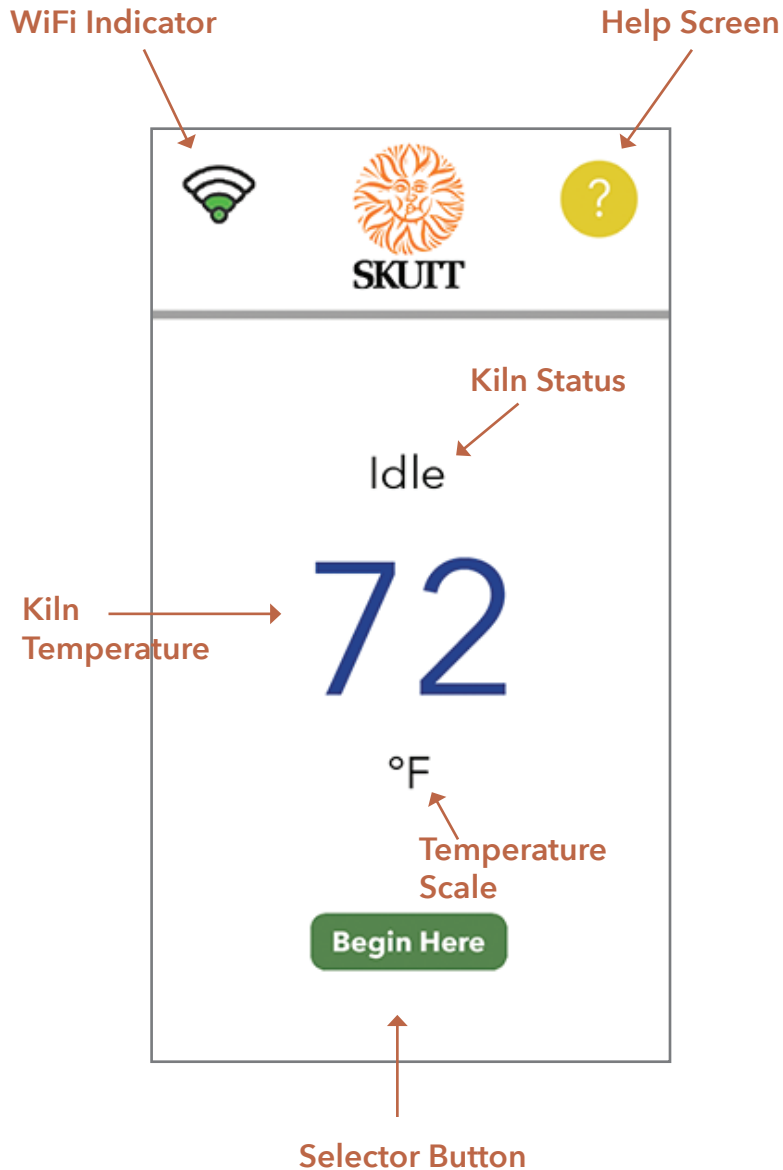 WiFi Indicator
Help Screen
?
SKUTT
Kiln Status
Idle
72
Kiln
Temperature
°F
Temperature
Scale
Begin Here
Selector Button